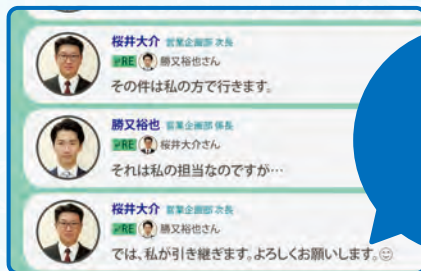 桜井大介 営業企画部 次長
RE 勝又裕也さん
その件は私の方で行きます。
勝又裕也 営業企画部 係長
RE 桜井大介さん
それは私の担当なのですが…
桜井大介 営業企画部 次長
RE 勝又裕也さん
では、私が引き継ぎます。よろしくお願いします。😊